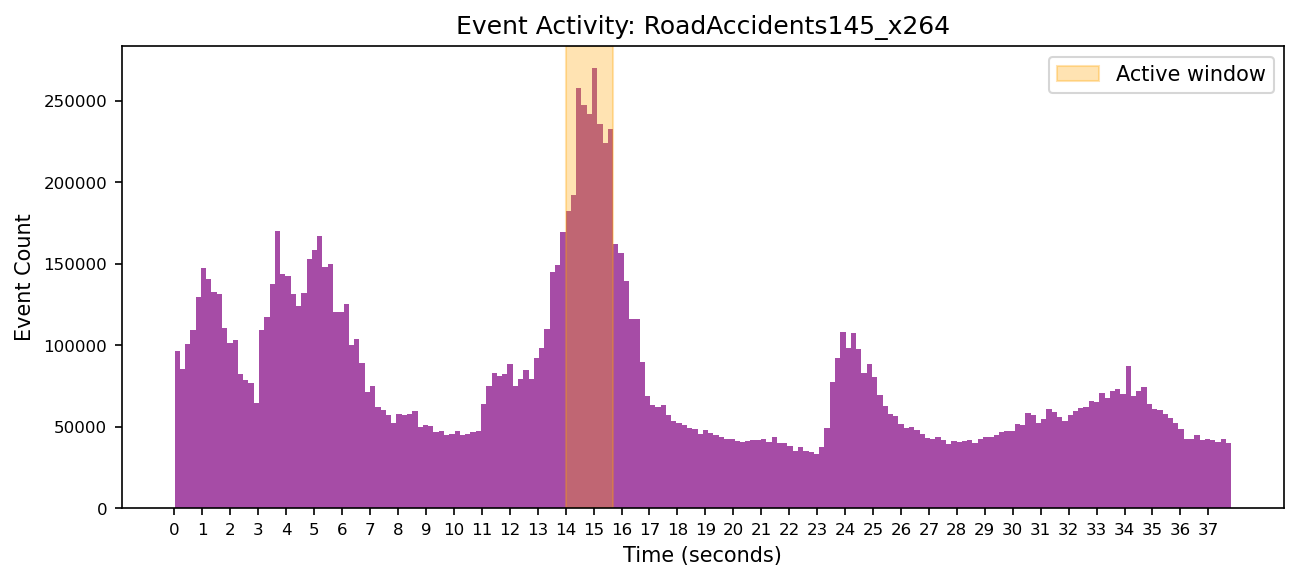 Event Activity: RoadAccidents145_x264
Active window
Event Count
250000
200000
150000
100000
50000
0
0 1 2 3 4 5 6 7 8 9 10 11 12 13 14 15 16 17 18 19 20 21 22 23 24 25 26 27 28 29 30 31 32 33 34 35 36 37
Time (seconds)